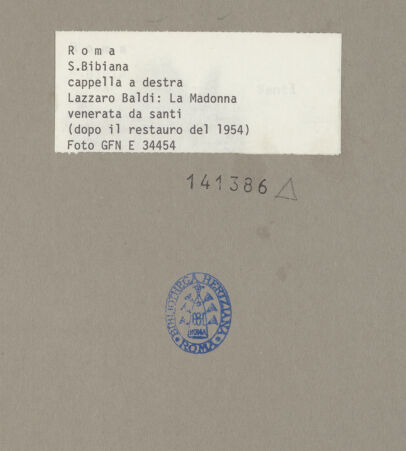 Roma
S.Bibiana
cappella a destra
Lazzaro Baldi: La Madonna
venerata da santi
(dopo il restauro del 1954)
Foto GFN E 34454
141386
BIBLIOTHECA HERTZIANA
ROMA